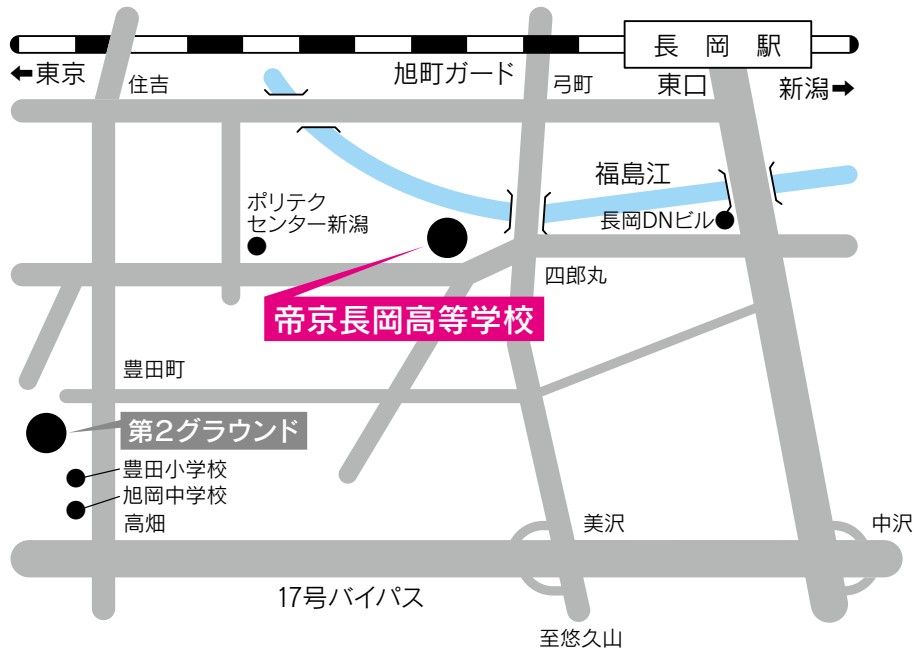 長岡駅
←東京
旭町ガード
東口
新潟→
住吉
弓町
福島江
ポリテク
センター新潟
長岡DNビル
四郎丸
帝京長岡高等学校
豊田町
第2グラウンド
豊田小学校
旭岡中学校
高畑
美沢
中沢
17号バイパス
至悠久山